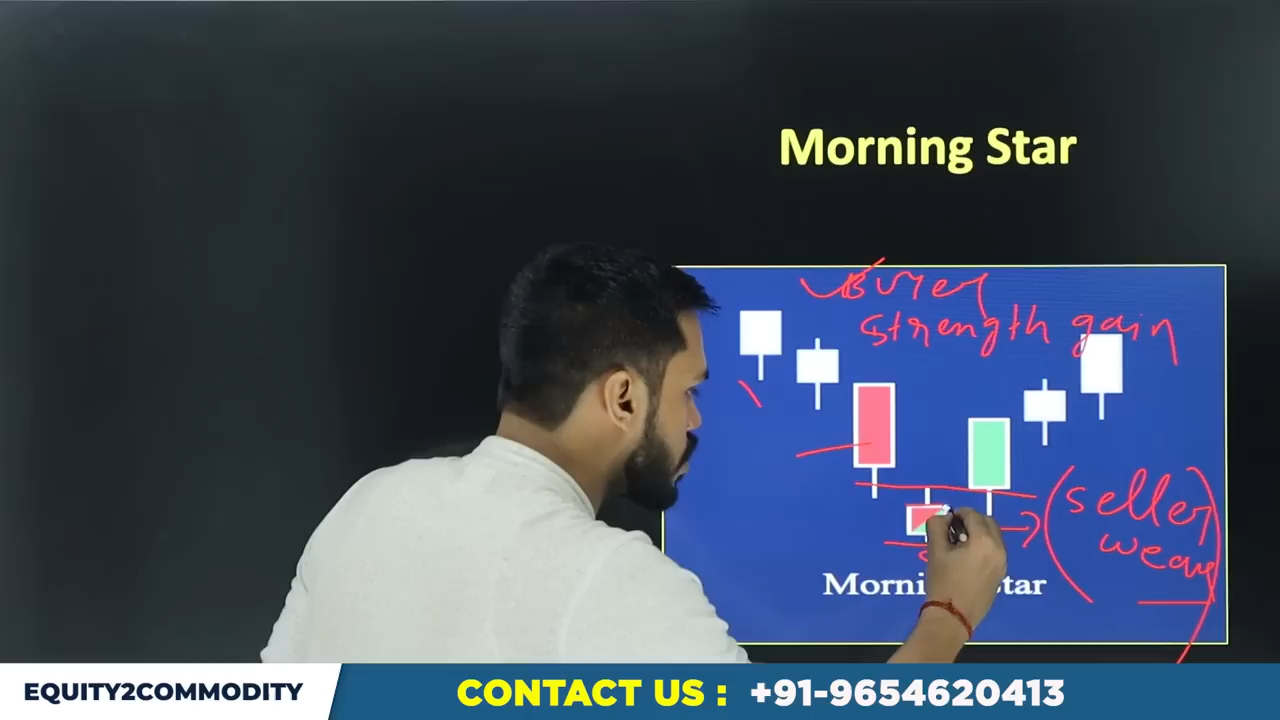 Morning Star
Buyer
strength gain
(seller
weak
Morni
tar
EQUITY2COMMODITY
CONTACT US : +91-9654620413